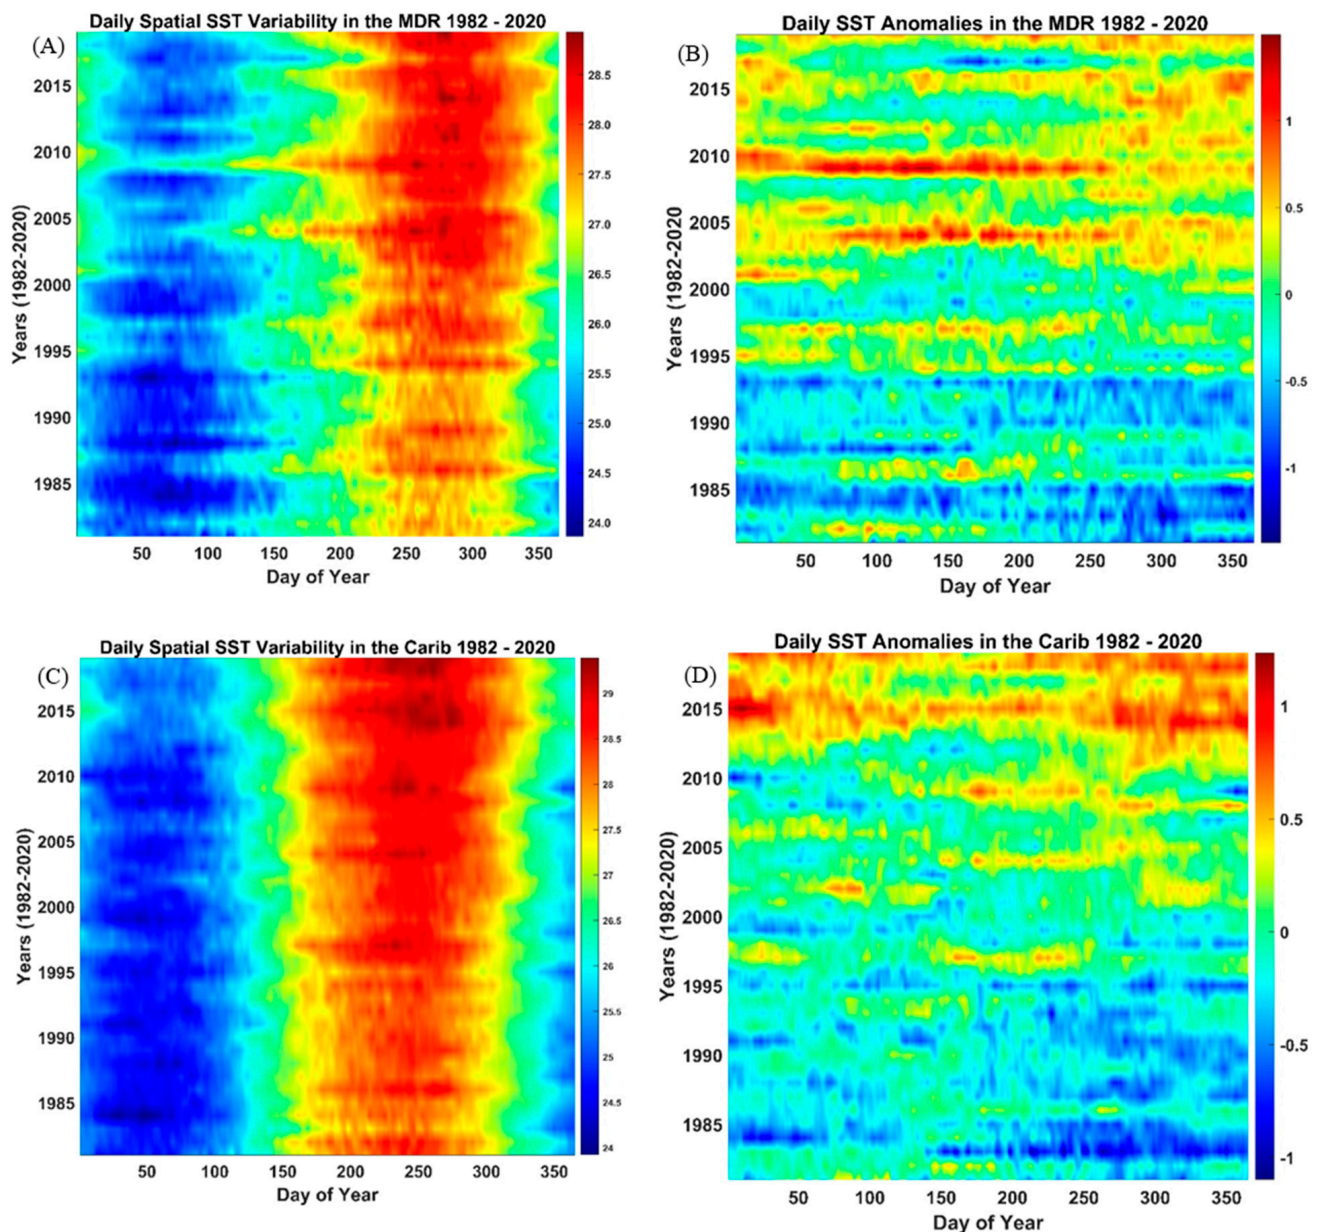 Daily Spatial SST Variability in the MDR 1982 - 2020
(A)
Years (1982-2020)
2015
2010
2005
2000
1995
1990
1985
50 100 150 200 250 300 350
Day of Year
28.5
28.0
27.5
27.0
26.5
26.0
25.5
25.0
24.5
24.0
Daily SST Anomalies in the MDR 1982 - 2020
(B)
Years (1982-2020
2015
2010
2005
2000
1995
1990
1985
50 100 150 200 250 300 350
Day of Year
1
0.5
0
-0.5
-1
Daily Spatial SST Variability in the Carib 1982 - 2020
(C)
Years (1982-2020)
2015
2010
2005
2000
1995
1990
1985
50 100 150 200 250 300 350
Day of Year
29
28.5
28
27.5
27
26.5
26
25.5
25
24.5
24
Daily SST Anomalies in the Carib 1982 - 2020
(D)
Years (1982-2020)
2015
2010
2005
2000
1995
1990
1985
50 100 150 200 250 300 350
Day of Year
1
0.5
0
-0.5
-1